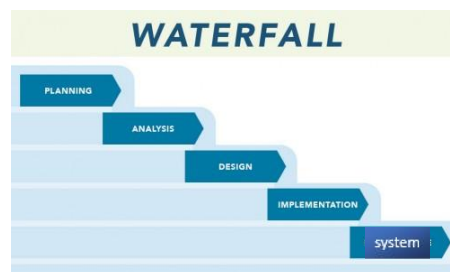 WATERFALL
PLANNING
ANALYSIS
DESIGN
IMPLEMENTATION
system